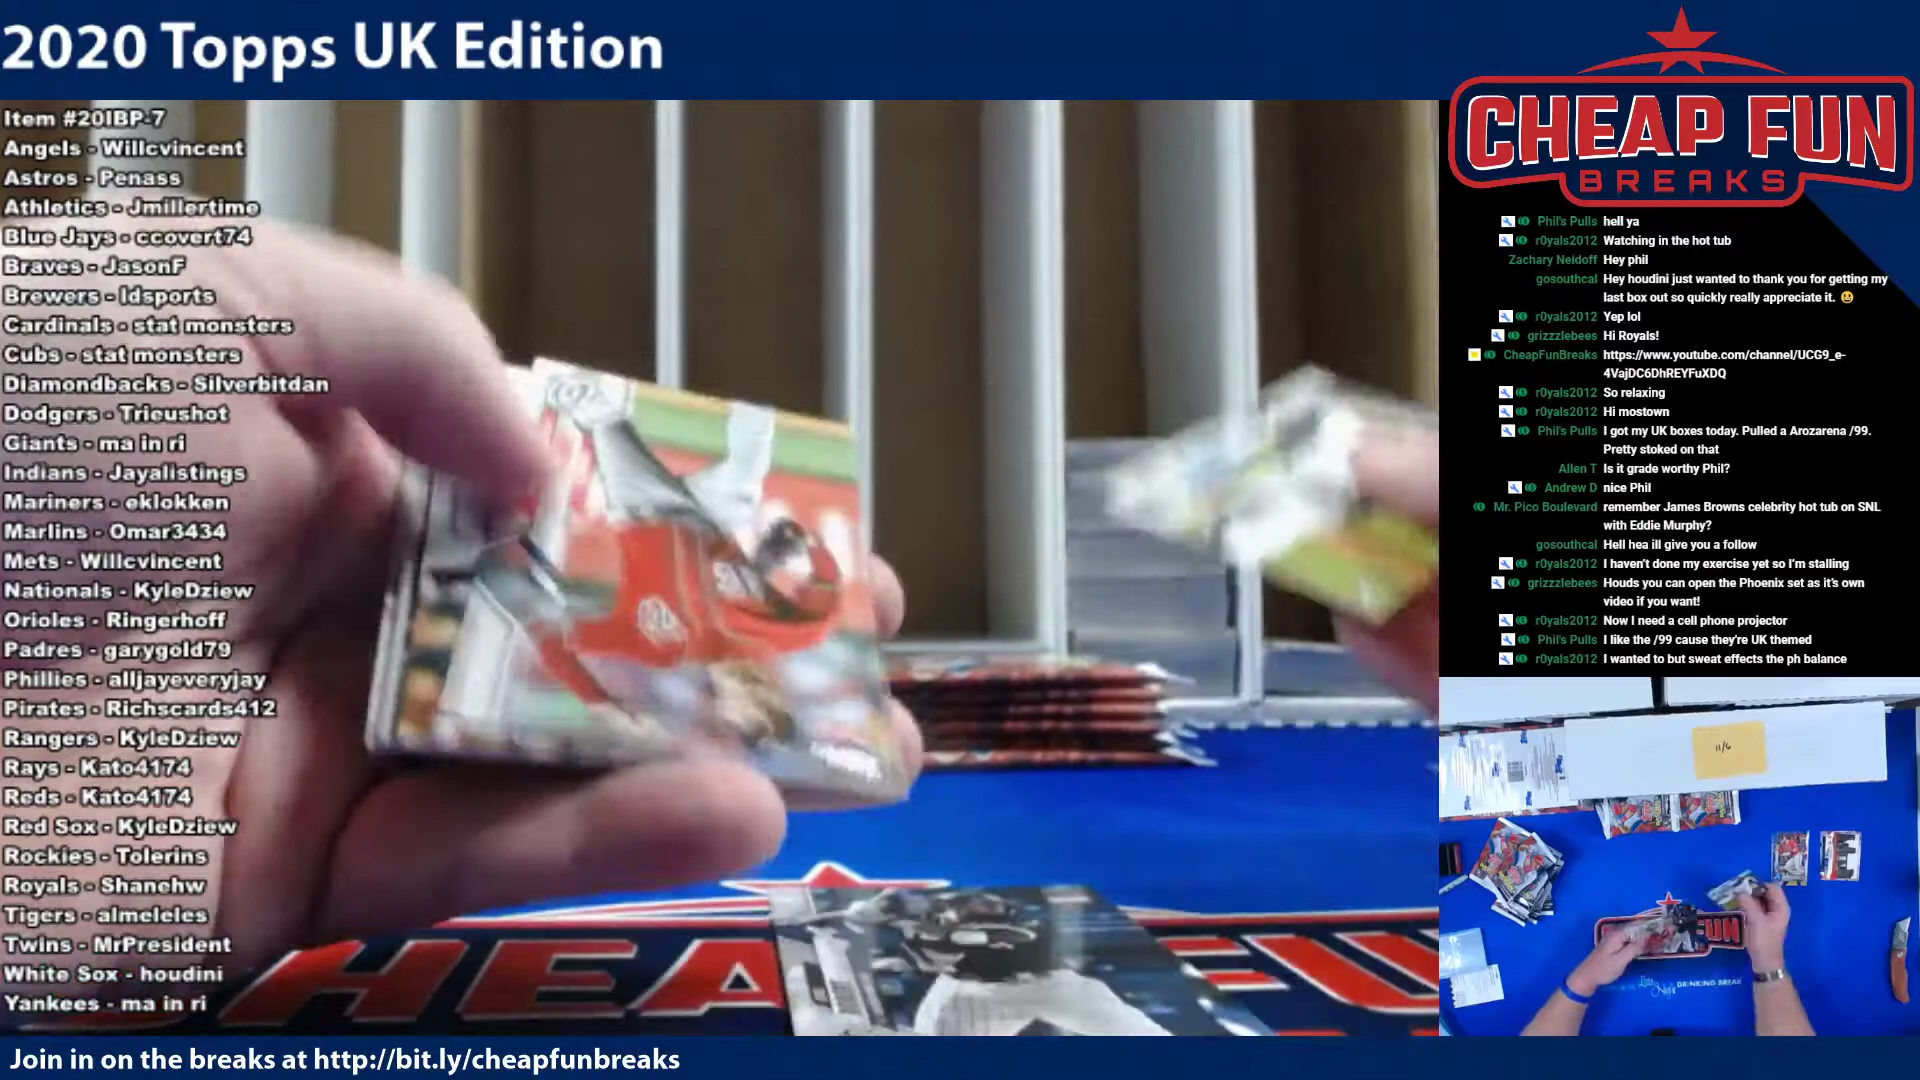 2020 Topps UK Edition
Item #20IBP-7
Angels - Willcvincent
Astros - Penass
Athletics - Jmillertime
Blue Jays - ccovert74
Braves - JasonF
Brewers - ldsports
Cardinals - stat monsters
Cubs - stat monsters
Diamondbacks - Silverbitdan
Dodgers - Tricushot
Giants - ma in ri
Indians - Jayalistings
Mariners - eklokken
Marlins - Omar3434
Mets - Willcvincent
Nationals - KyleDziew
Orioles - Ringerhoff
Padres - garygold79
Phillies - alljayeveryjay
Pirates - Richscards412
Rangers - KyleDziew
Rays - Kato4174
Reds - Kato4174
Red Sox - KyleDziew
Rockies - Tolerins
Royals - Shanehw
Tigers - almeleles
Twins - MrPresident
White Sox - houdini
Yankees - ma in ri
Join in on the breaks at http://bit.ly/cheapfunbreaks
CHEAP FUN
BREAKS
Phil's Pulls hell ya
r0yals2012 Watching in the hot tub
Zachary Neidoff Hey phil
gosouthcal Hey houdini just wanted to thank you for getting my
last box out so quickly really appreciate it. 😃
r0yals2012 Yep lol
grizzzlebees Hi Royals!
CheapFunBreaks https://www.youtube.com/channel/UCG9_e-
4VajDC6DhREYFuXDQ
r0yals2012 So relaxing
r0yals2012 Hi mostown
Phil's Pulls I got my UK boxes today. Pulled a Arozarena /99.
Pretty stoked on that
Allen T Is it grade worthy Phil?
Andrew D nice Phil
Mr. Pico Boulevard remember James Browns celebrity hot tub on SNL
with Eddie Murphy?
gosouthcal Hell hea ill give you a follow
r0yals2012 I haven't done my exercise yet so I'm stalling
grizzzlebees Houds you can open the Phoenix set as it's own
video if you want!
r0yals2012 Now I need a cell phone projector
Phil's Pulls I like the /99 cause they're UK themed
r0yals2012 I wanted to but sweat effects the ph balance
11/6
HEA
FU
UN
DRINKING BREAK